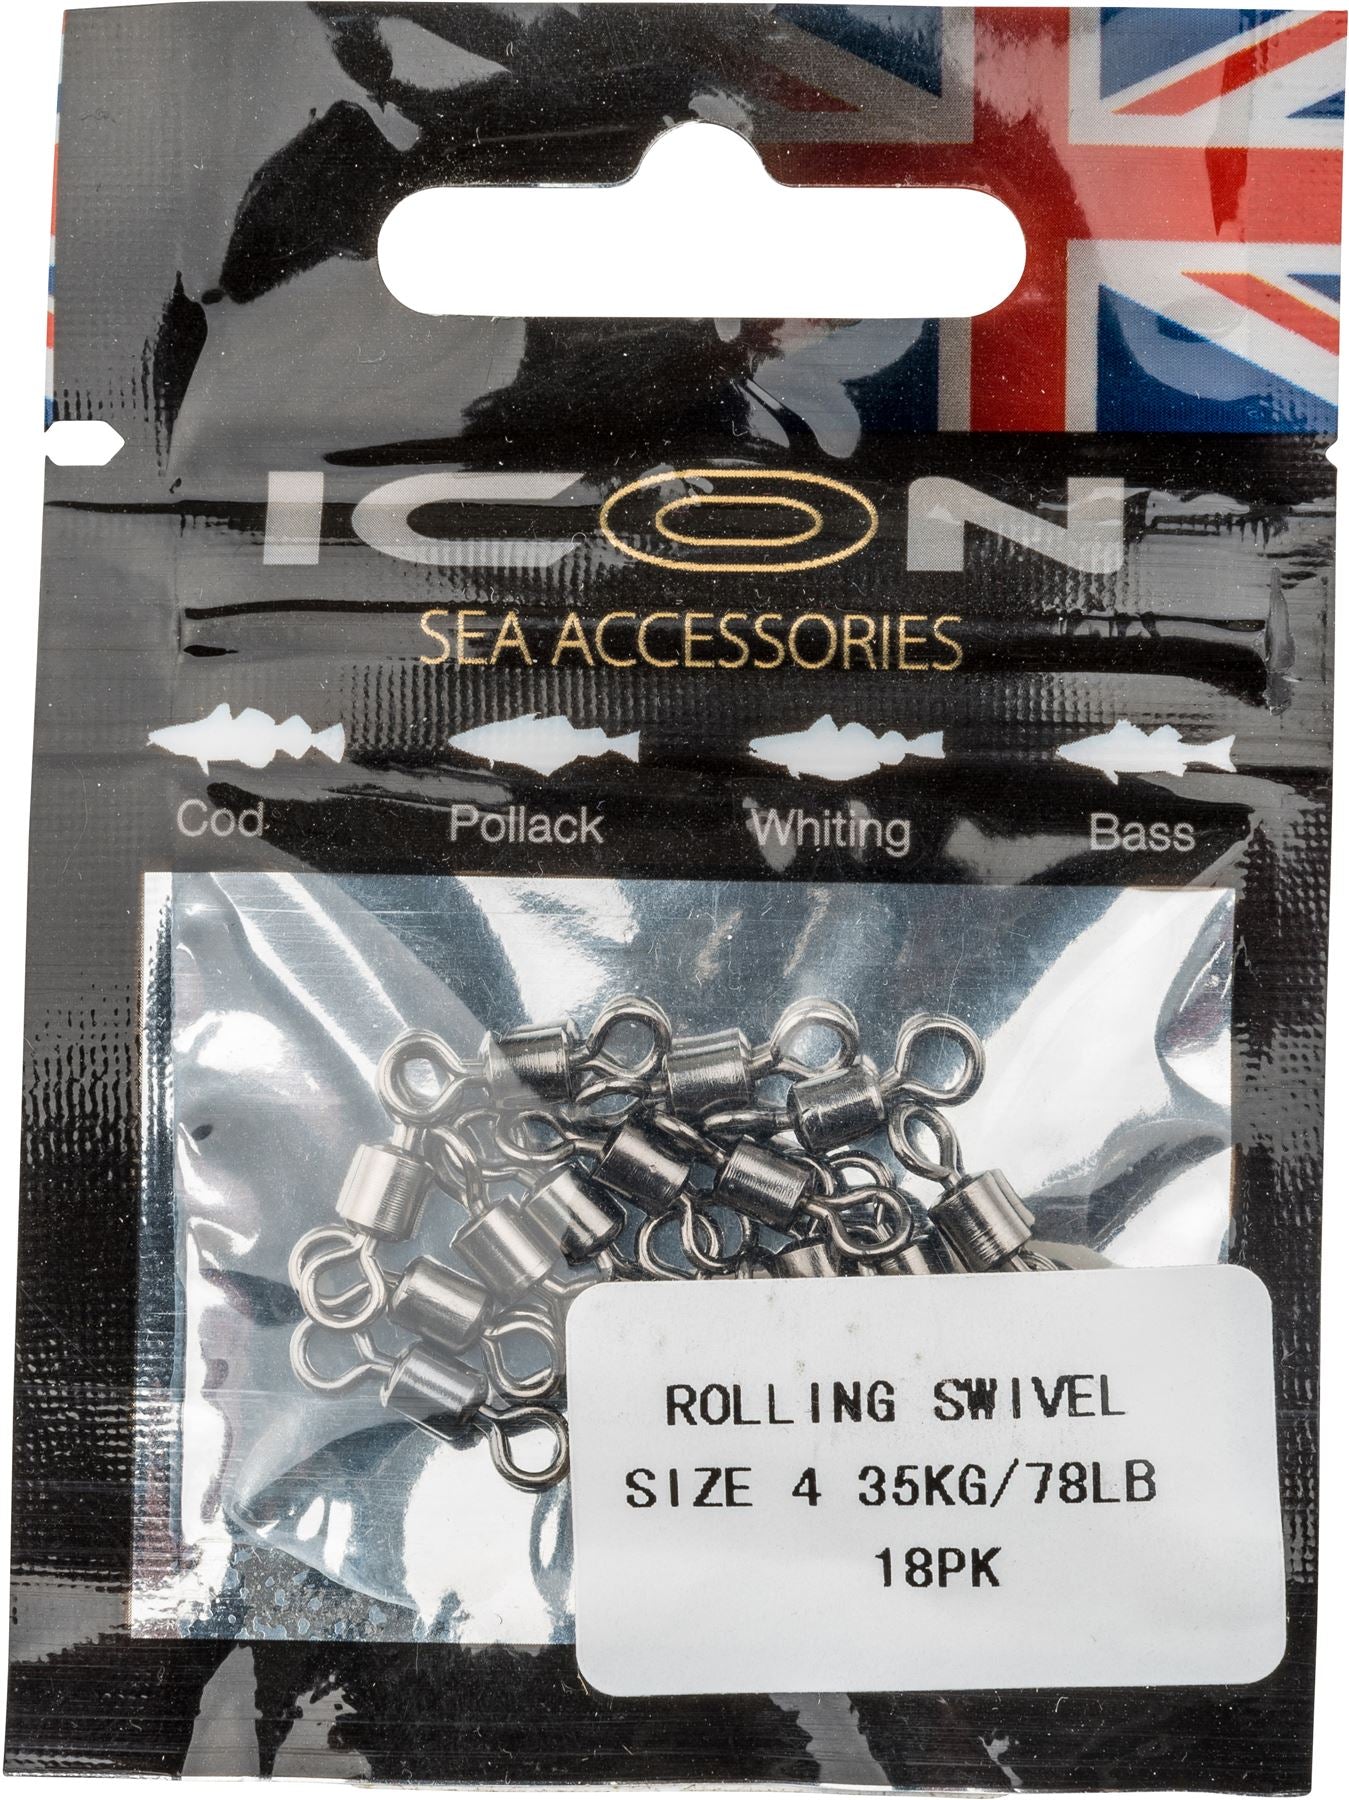 ICON
SEA ACCESSORIES
Cod Pollack Whiting Bass
ROLLING SWIVEL
SIZE 4 35KG/78LB
18PK